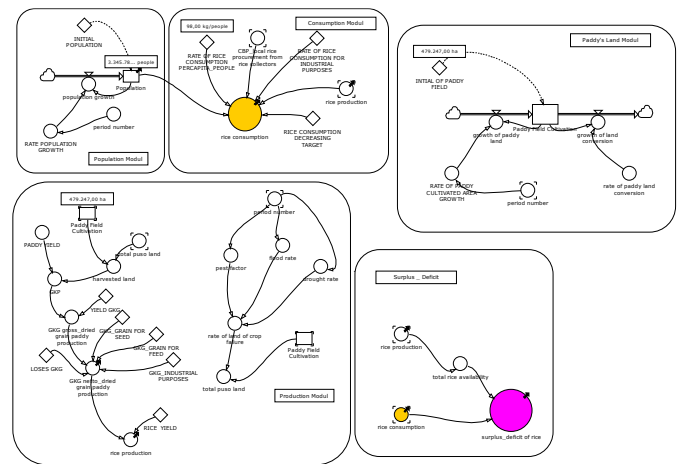 INITIAL
POPULATION
3.345.78... people
population growth
Population
period number
RATE POPULATION
GROWTH
Population Modul
98,00 kg/people
Consumption Modul
RATE OF RICE
CONSUMPTION
PERCAPITA_PEOPLE
CBP_local rice
procurement from
rice collectors
RATE OF RICE
CONSUMPTION FOR
INDUSTRIAL
PURPOSES
rice production
rice consumption
RICE CONSUMPTION
DECREASING
TARGET
Paddy's Land Modul
479.247,00 ha
INTIAL OF PADDY
FIELD
growth of paddy
land
Paddy Field Cultivation
growth of land
conversion
RATE OF PADDY
CULTIVATED AREA
GROWTH
period number
rate of paddy land
conversion
479.247,00 ha
Paddy Field
Cultivation
PADDY YIELD
total puso land
GKP
harvested land
YIELD GKG
GKG gross_dried
grain paddy
production
GKG_GRAIN FOR
SEED
GKG_GRAIN FOR
FEED
LOSES GKG
GKG_INDUSTRIAL
PURPOSES
GKG netto_dried
grain paddy
production
RICE YIELD
rice production
period number
pest factor
flood rate
drought rate
rate of land of crop
failure
Paddy Field
Cultivation
total puso land
Production Modul
Surplus _ Deficit
rice production
total rice availability
rice consumption
surplus_deficit of rice